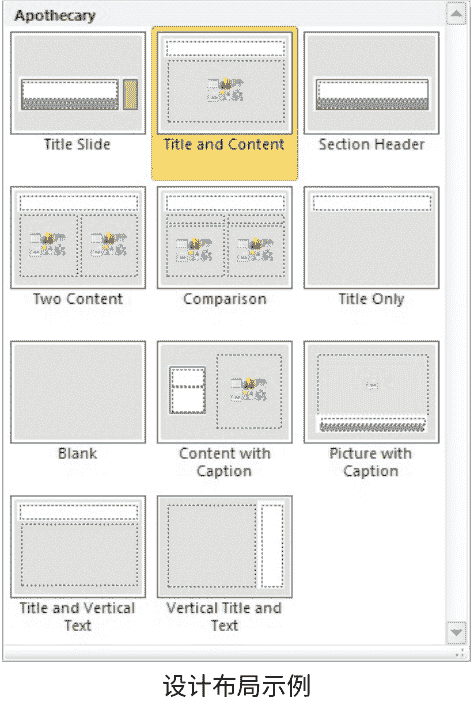 Apothecary
Title Slide
Title and Content
Section Header
Two Content
Comparison
Title Only
Blank
Content with
Caption
Picture with
Caption
Title and Vertical
Text
Vertical Title and
Text
设计布局示例